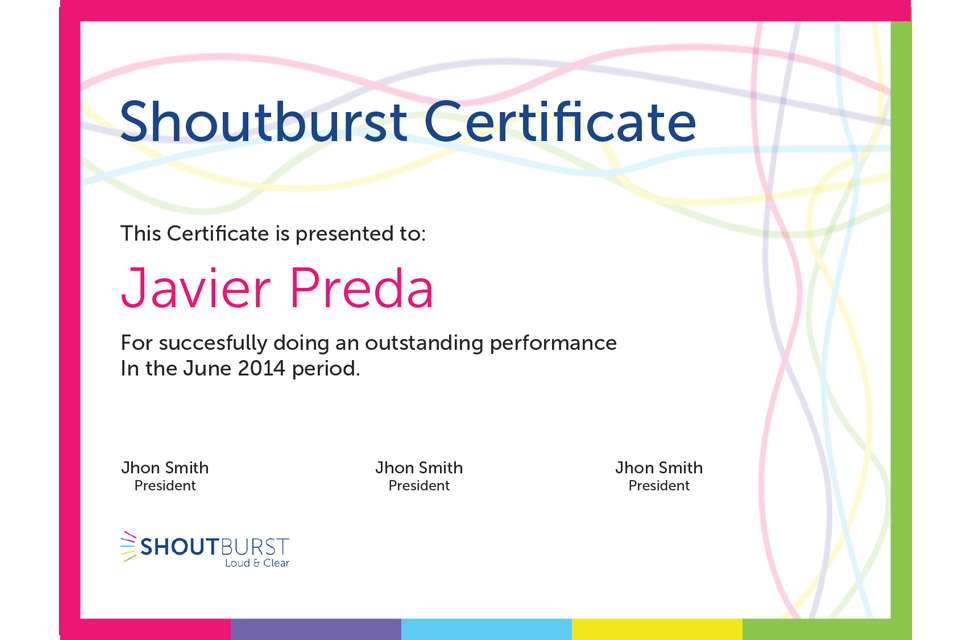 Shoutburst Certificate
This Certificate is presented to:
Javier Preda
For succesfully doing an outstanding performance
In the June 2014 period.
Jhon Smith Jhon Smith Jhon Smith
President President President
SHOUTBURST
Loud & Clear